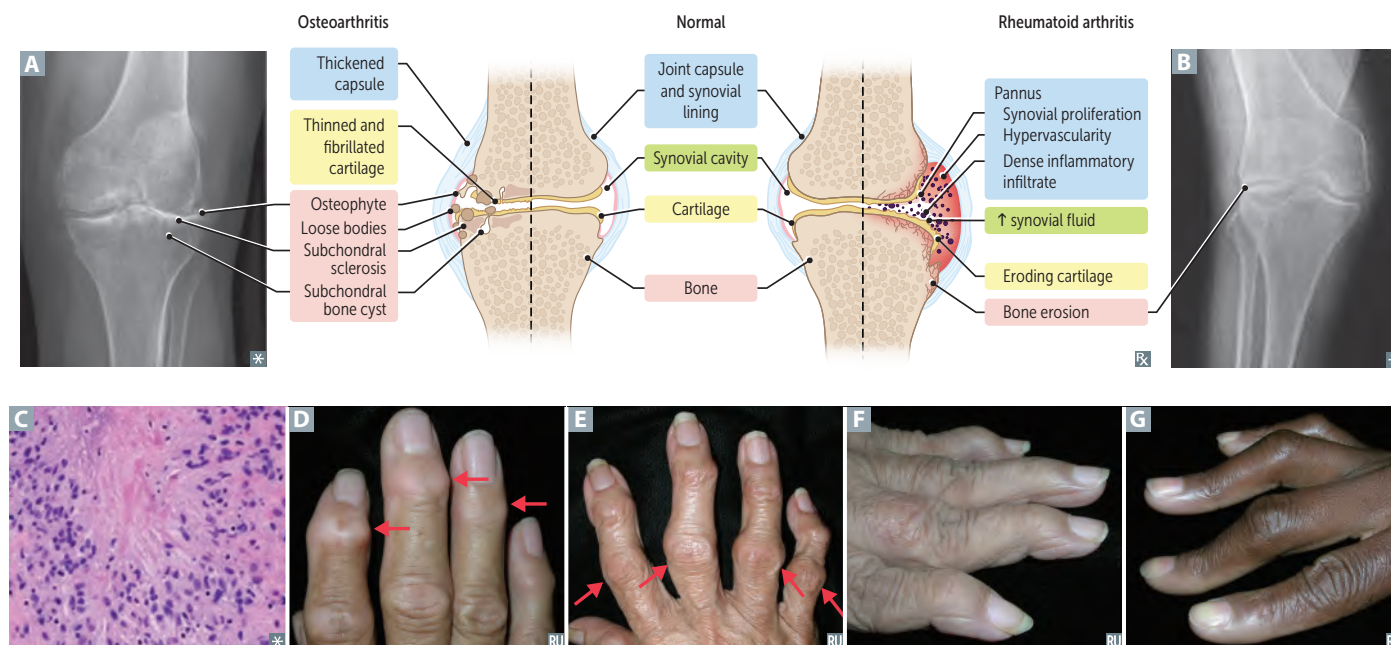 Osteoarthritis
Normal
Rheumatoid arthritis
A
Thickened
capsule
Thinned and
fibrillated
cartilage
Osteophyte
Loose bodies
Subchondral
sclerosis
Subchondral
bone cyst
Joint capsule
and synovial
lining
Synovial cavity
Cartilage
Bone
Pannus
Synovial proliferation
Hypervascularity
Dense inflammatory
infiltrate
↑ synovial fluid
Eroding cartilage
Bone erosion
B
Rx
C
D
RU
E
RU
F
RU
G